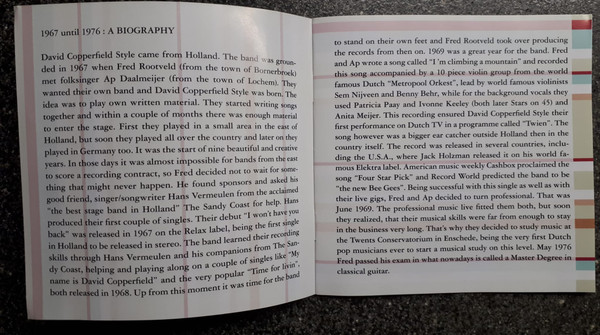 1967 until 1976 : A BIOGRAPHY
David Copperfield Style came from Holland. The band was groun-
ded in 1967 when Fred Rootveld (from the town of Bornerbroek)
met folksinger Ap Daalmeijer (from the town of Lochem). They
wanted their own band and David Copperfield Style was born. The
idea was to play own written material. They started writing songs
together and within a couple of months there was enough material
to enter the stage. First they played in a small area in the east of
Holland, but soon they played all over the country and later on they
played in Germany too. It was the start of nine beautiful and creative
years. In those days it was almost impossible for bands from the east
to score a recording contract, so Fred decided not to wait for some-
thing that might never happen. He found sponsors and asked his
good friend, singer/songwriter Hans Vermeulen from the acclaimed
"the best stage band in Holland" The Sandy Coast for help. Hans
produced their first couple of singles. Their debut "I won't have you
back" was released in 1967 on the Relax label, being the first single
in Holland to be released in stereo. The band learned their recording
skills through Hans Vermeulen and his companions from The San-
dy Coast, helping and playing along on a couple of singles like "My
name is David Copperfield" and the very popular "Time for livin",
both released in 1968. Up from this moment it was time for the band
to stand on their own feet and Fred Rootveld took over producing
the records from then on. 1969 was a great year for the band. Fred
and Ap wrote a song called "I 'm climbing a mountain" and recorded
this song accompanied by a 10 piece violin group from the world
famous Dutch "Metropool Orkest", lead by world famous violinists
Sem Nijveen and Benny Behr, while for the background vocals they
used Patricia Paay and Ivonne Keeley (both later Stars on 45) and
Anita Meijer. This recording ensured David Copperfield Style their
first performance on Dutch TV in a programme called "Twien". The
song however was a bigger ear catcher outside Holland then in the
country itself. The record was released in several countries, inclu-
ding the U.S.A., where Jack Holzman released it on his world fa-
mous Elektra label. American music weekly Cashbox proclaimed the
song "Four Star Pick" and Record World predicted the band to be
"the new Bee Gees". Being successful with this single as well as with
their live gigs, Fred and Ap decided to turn professional. That was
June 1969. The professional music live fitted them both, but soon
they realized, that their musical skills were far from enough to stay
in the business very long. That's why they decided to study music at
the Twents Conservatorium in Enschede, being the very first Dutch
pop musicians ever to start a musical study on this level. May 1976
Fred passed his exam in what nowadays is called a Master Degree in
classical guitar.